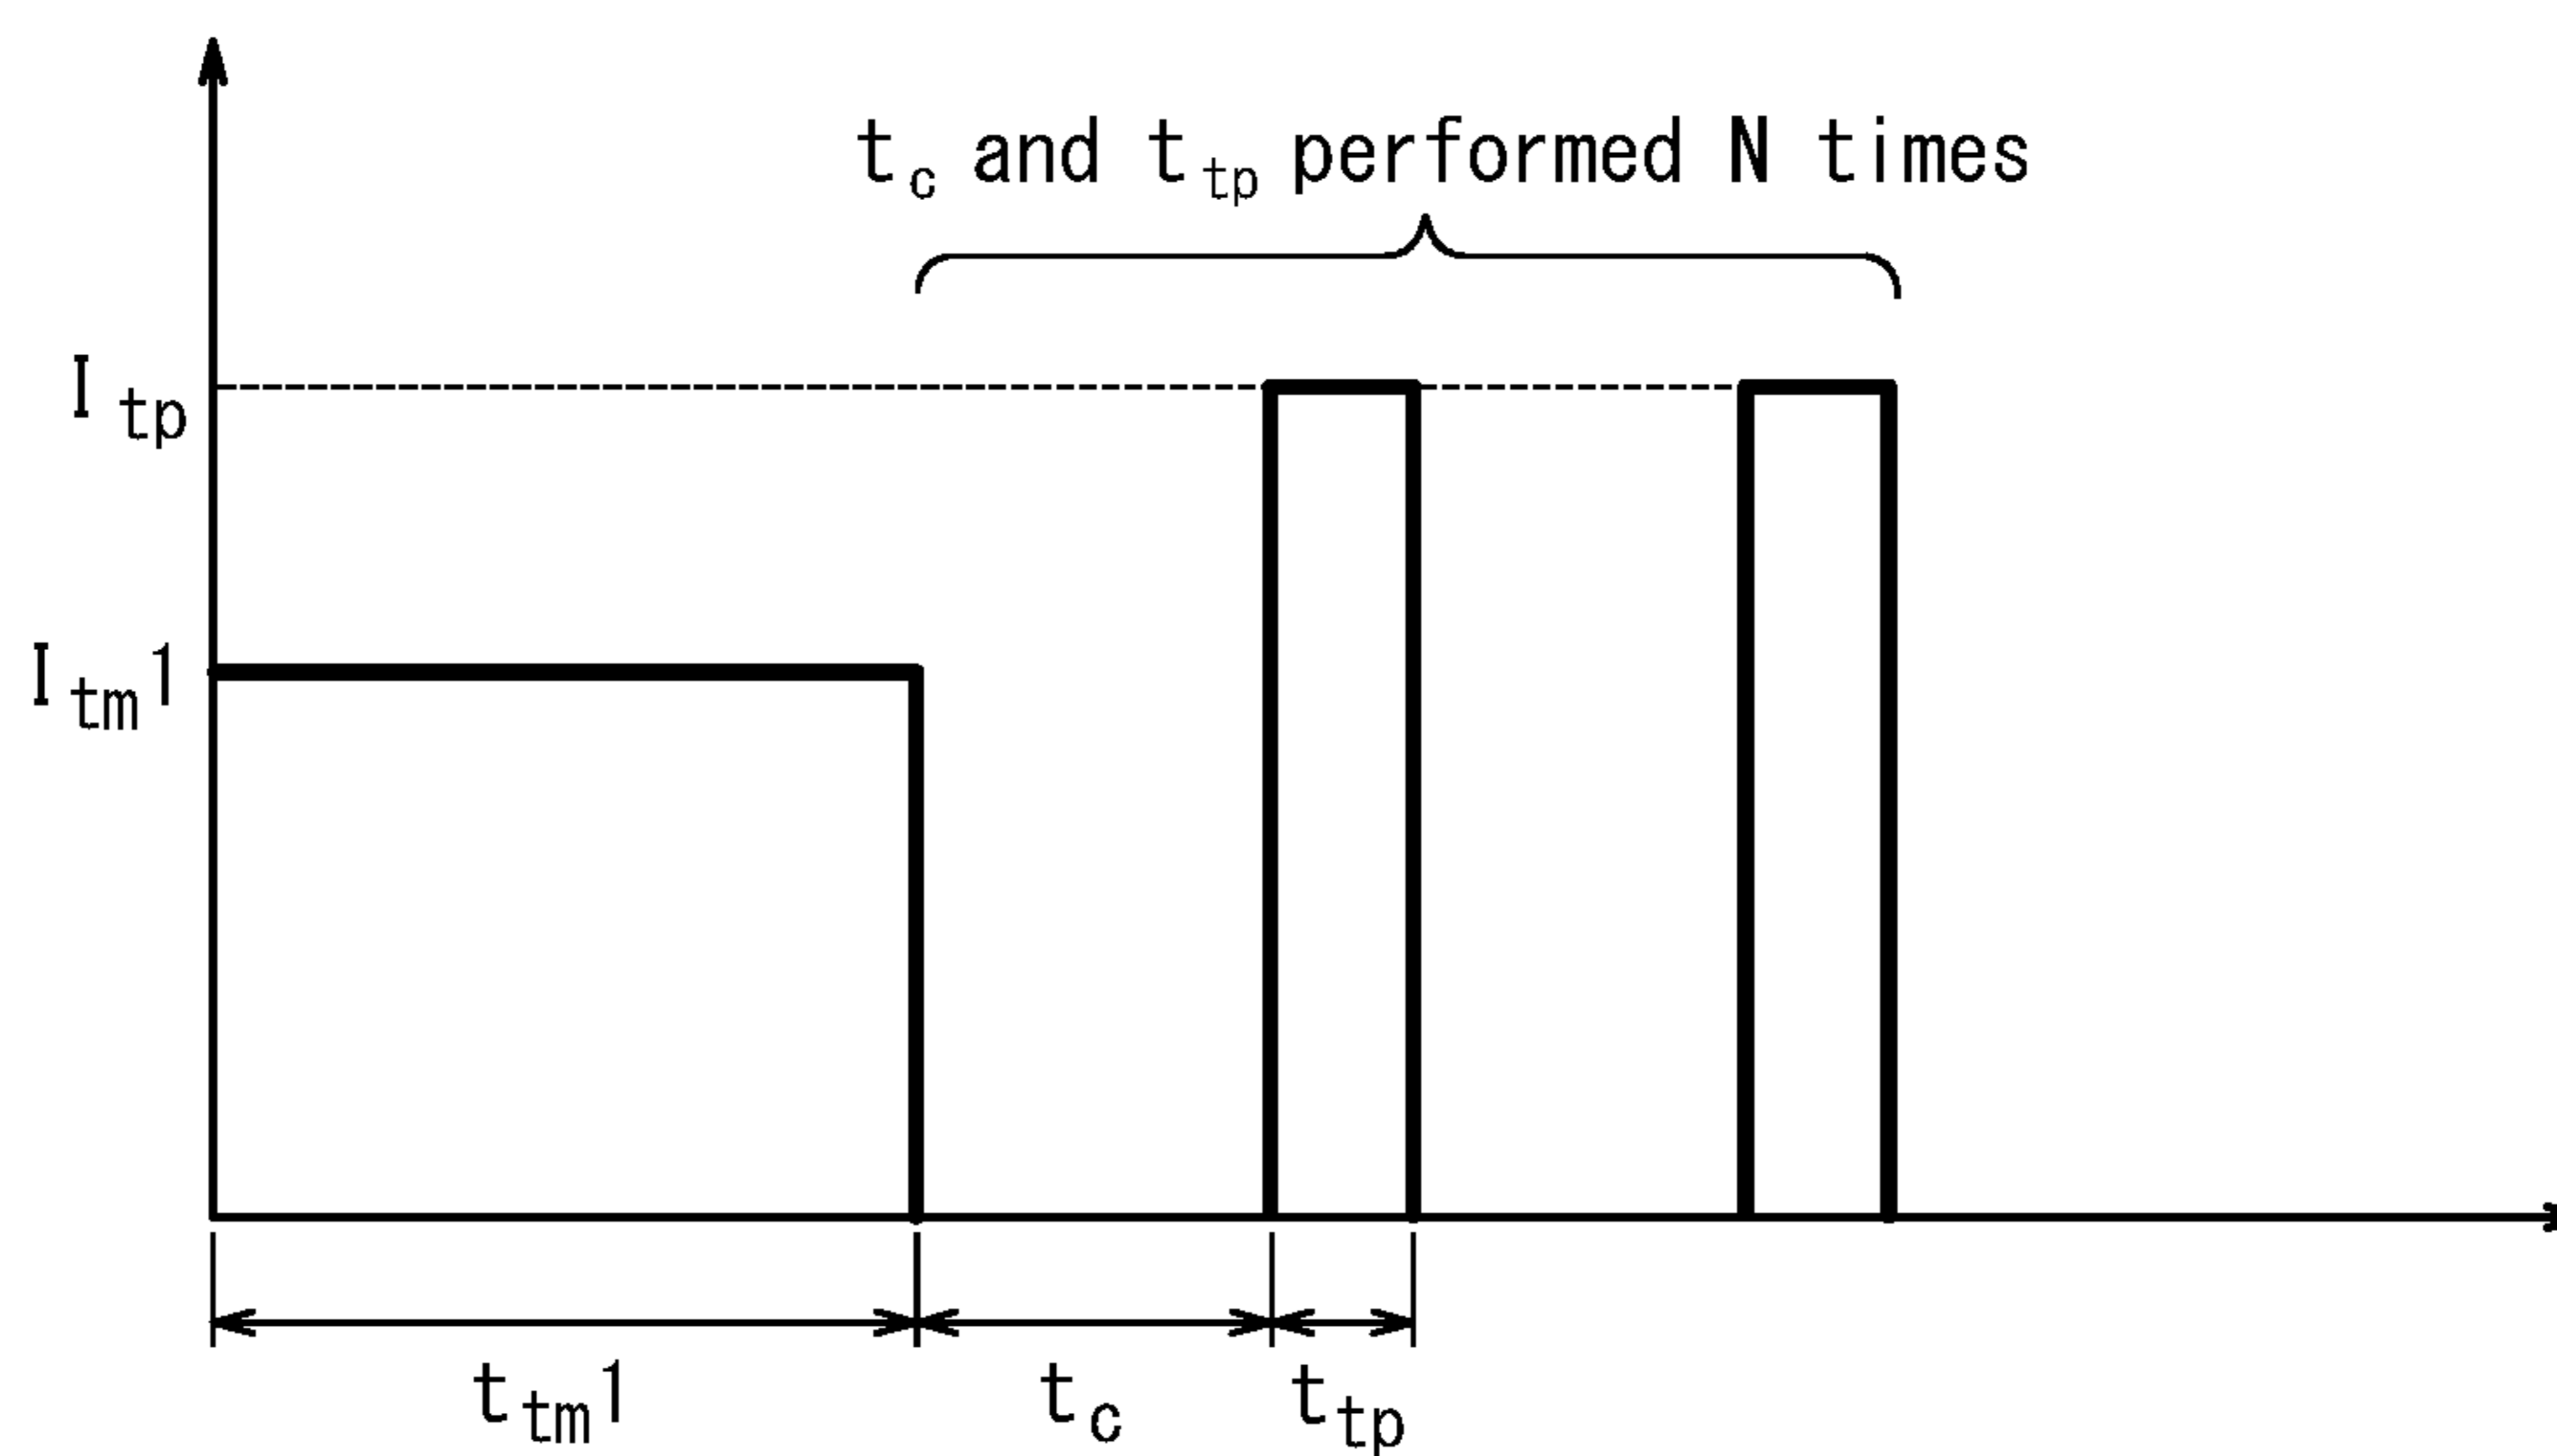 t_c and t_tp performed N times
I_tp
I_tm1
t_tm1 t_c t_tp